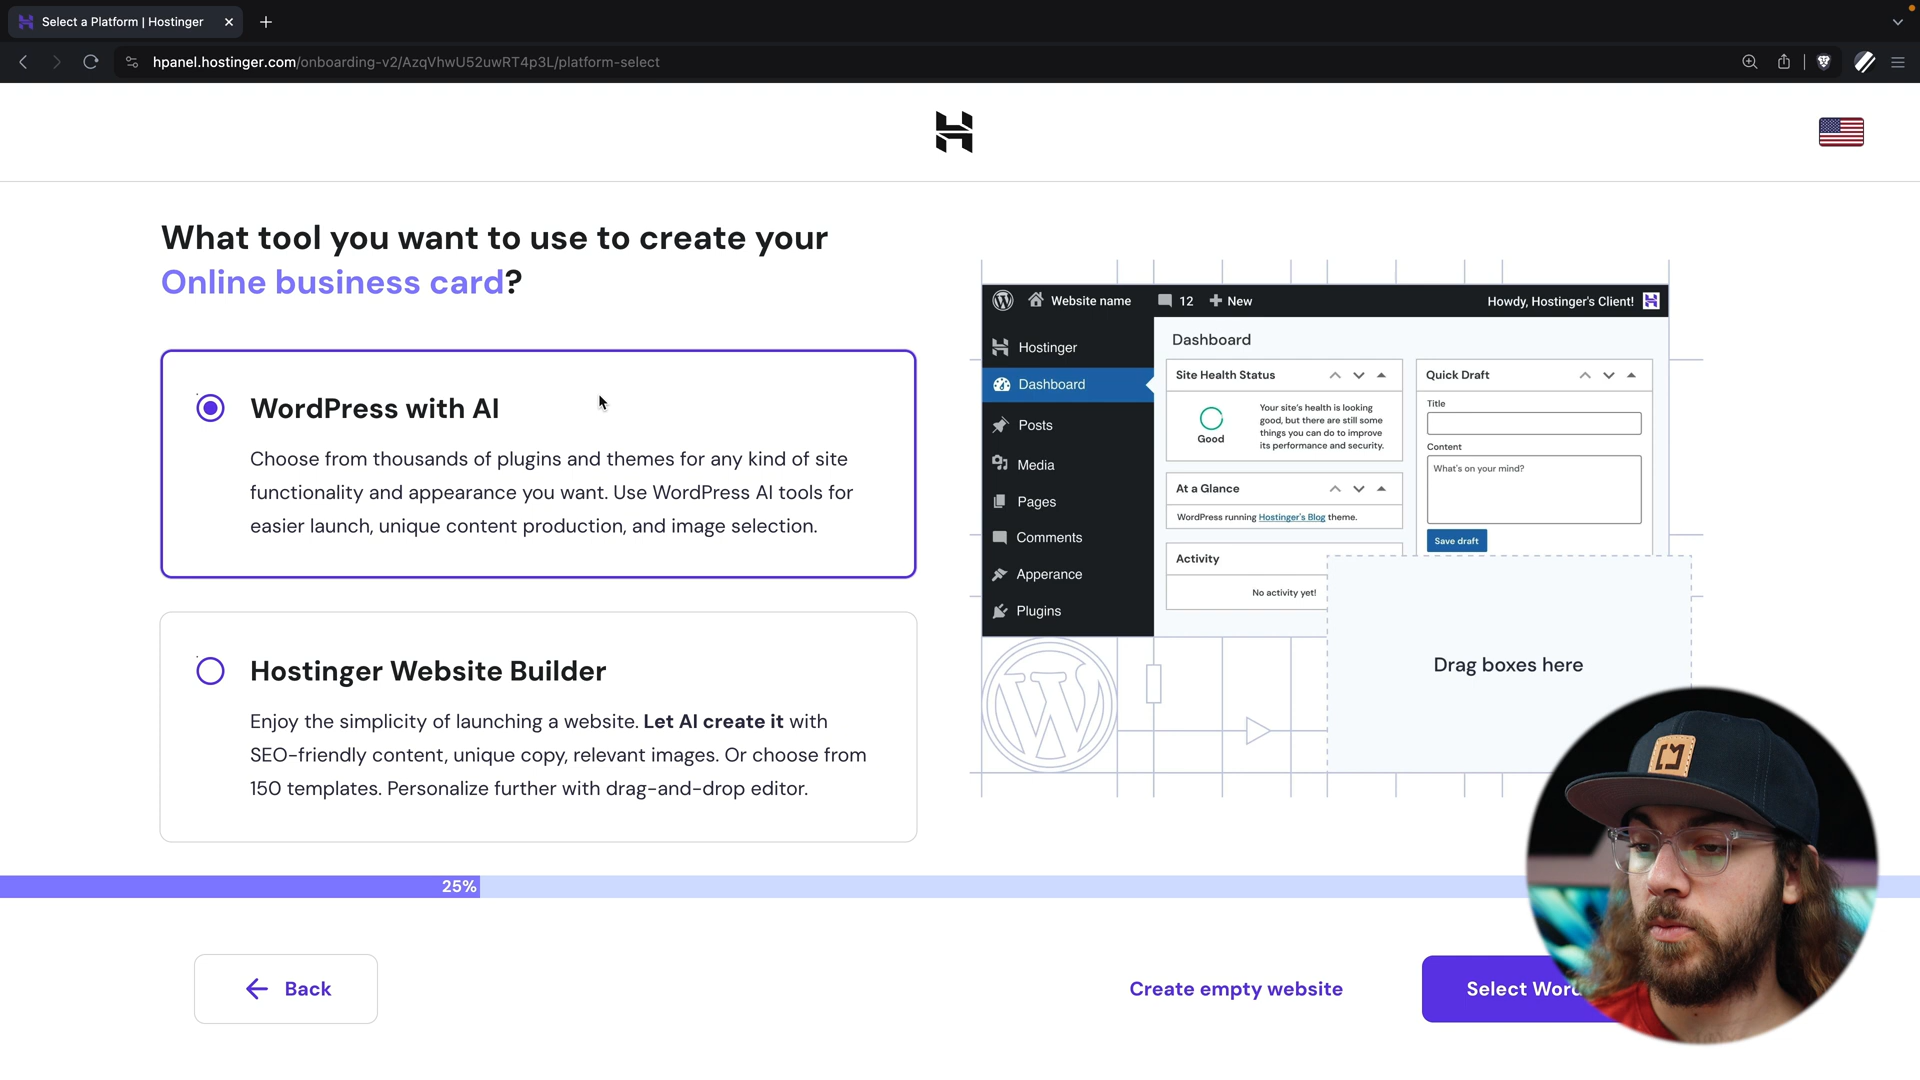 Select a Platform | Hostinger
hpanel.hostinger.com/onboarding-v2/AzqVhwU52uwRT4p3L/platform-select
What tool you want to use to create your
Online business card?
WordPress with AI
Choose from thousands of plugins and themes for any kind of site
functionality and appearance you want. Use WordPress AI tools for
easier launch, unique content production, and image selection.
Hostinger Website Builder
Enjoy the simplicity of launching a website. Let AI create it with
SEO-friendly content, unique copy, relevant images. Or choose from
150 templates. Personalize further with drag-and-drop editor.
Website name
12
New
Howdy, Hostinger's Client!
Hostinger
Dashboard
Posts
Media
Pages
Comments
Apperance
Plugins
Dashboard
Site Health Status
Good
Your site's health is looking
good, but there are still some
things you can do to improve
its performance and security.
At a Glance
WordPress running Hostinger's Blog theme.
Activity
No activity yet!
Quick Draft
Title
Content
What's on your mind?
Save draft
Drag boxes here
25%
Back
Create empty website
Select Word